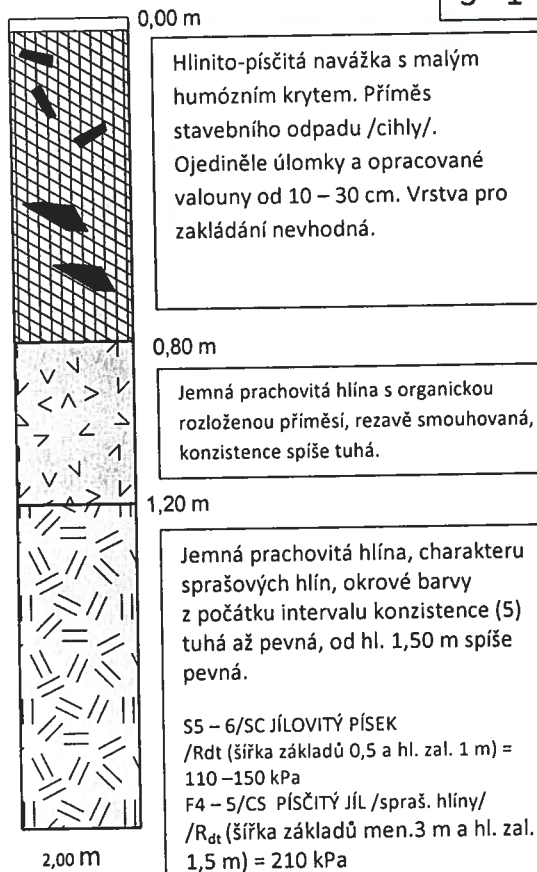 0,00 m
Hlinito-písčitá navážka s malým
humózním krytem. Příměs
stavebního odpadu /cihly/.
Ojediněle úlomky a opracované
valouny od 10 – 30 cm. Vrstva pro
zakládání nevhodná.
0,80 m
Jemná prachovitá hlína s organickou
rozloženou příměsí, rezavě smouhovaná,
konzistence spíše tuhá.
1,20 m
Jemná prachovitá hlína, charakteru
sprašových hlín, okrové barvy
z počátku intervalu konzistence (5)
tuhá až pevná, od hl. 1,50 m spíše
pevná.
S5 – 6/SC JÍLOVITÝ PÍSEK
/Rdt (šířka základů 0,5 a hl. zal. 1 m) =
110 –150 kPa
F4 – 5/CS PÍSČITÝ JÍL /spraš. hlíny/
/Rdt (šířka základů men.3 m a hl. zal.
1,5 m) = 210 kPa
2,00 m